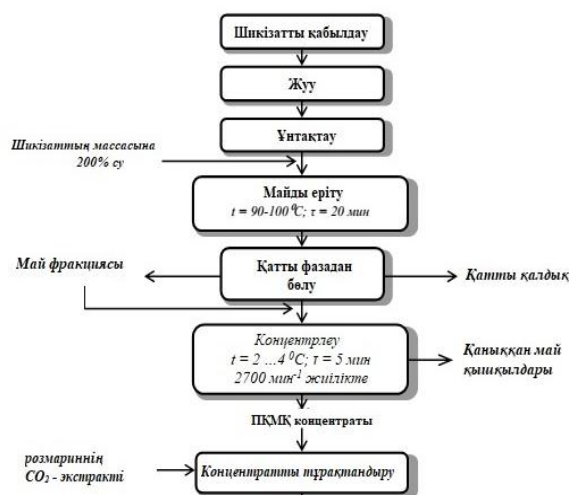 Шикізатты қабылдау
Жуу
Ұнтақтау
Шикізаттың массасына
200% су
Майды еріту
t = 90-100 ⁰C; τ = 20 мин
Май фракциясы
Қатты фазадан
бөлу
Қатты қалдық
Концентрлеу
t = 2 ...4 ⁰C; τ = 5 мин
2700 мин⁻¹ жиілікте
Қаныққан май
қышқылдары
ПҚМҚ концентраты
розмариннің
CO₂ - экстракті
Концентратты тұрақтандыру